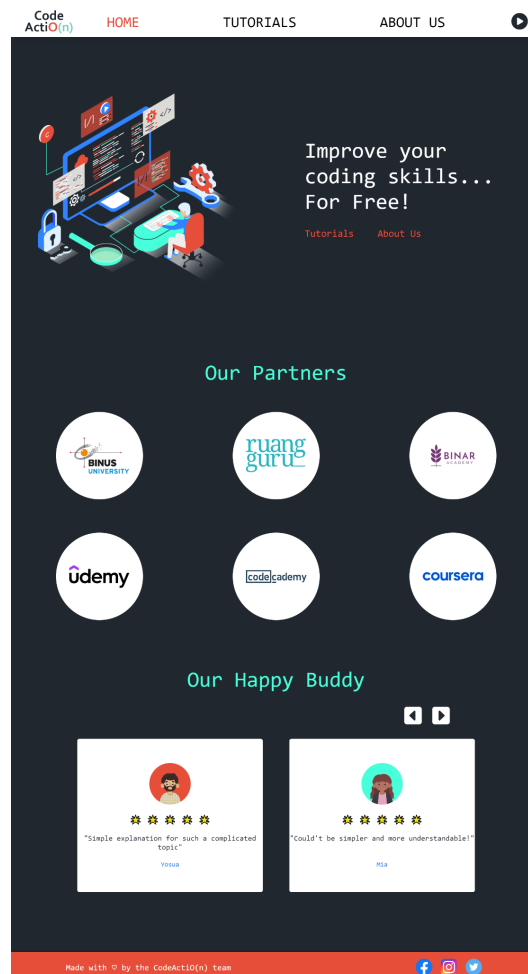 Code
ActiO(n)
HOME
TUTORIALS
ABOUT US
Improve your
coding skills...
For Free!
Tutorials
About Us
Our Partners
BINUS
UNIVERSITY
ruang
guru
BINAR
ACADEMY
ûdemy
codecademy
coursera
Our Happy Buddy
"Simple explanation for such a complicated
topic"
Yosua
"Could't be simpler and more understandable!"
Mia
Made with ♡ by the CodeActiO(n) team